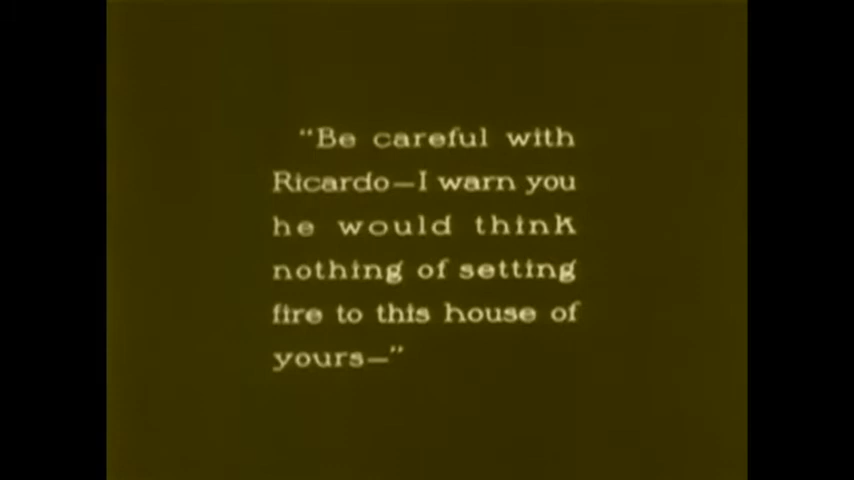 “Be careful with
Ricardo—I warn you
he would think
nothing of setting
fire to this house of
yours—”